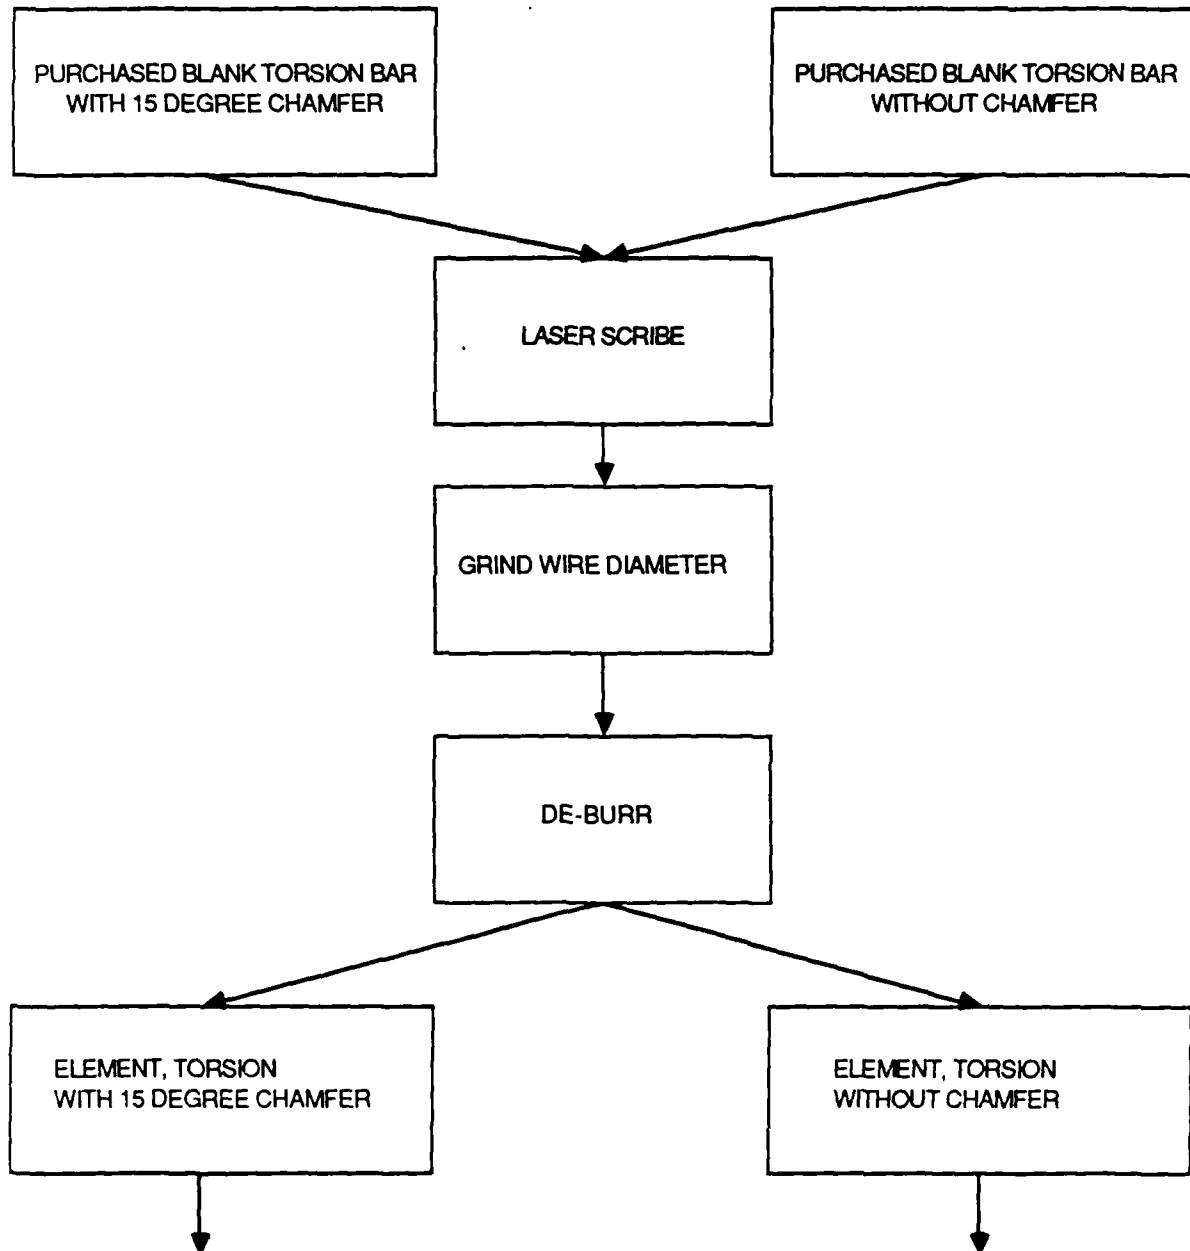 PURCHASED BLANK TORSION BAR
WITH 15 DEGREE CHAMFER
PURCHASED BLANK TORSION BAR
WITHOUT CHAMFER
LASER SCRIBE
GRIND WIRE DIAMETER
DE-BURR
ELEMENT, TORSION
WITH 15 DEGREE CHAMFER
ELEMENT, TORSION
WITHOUT CHAMFER